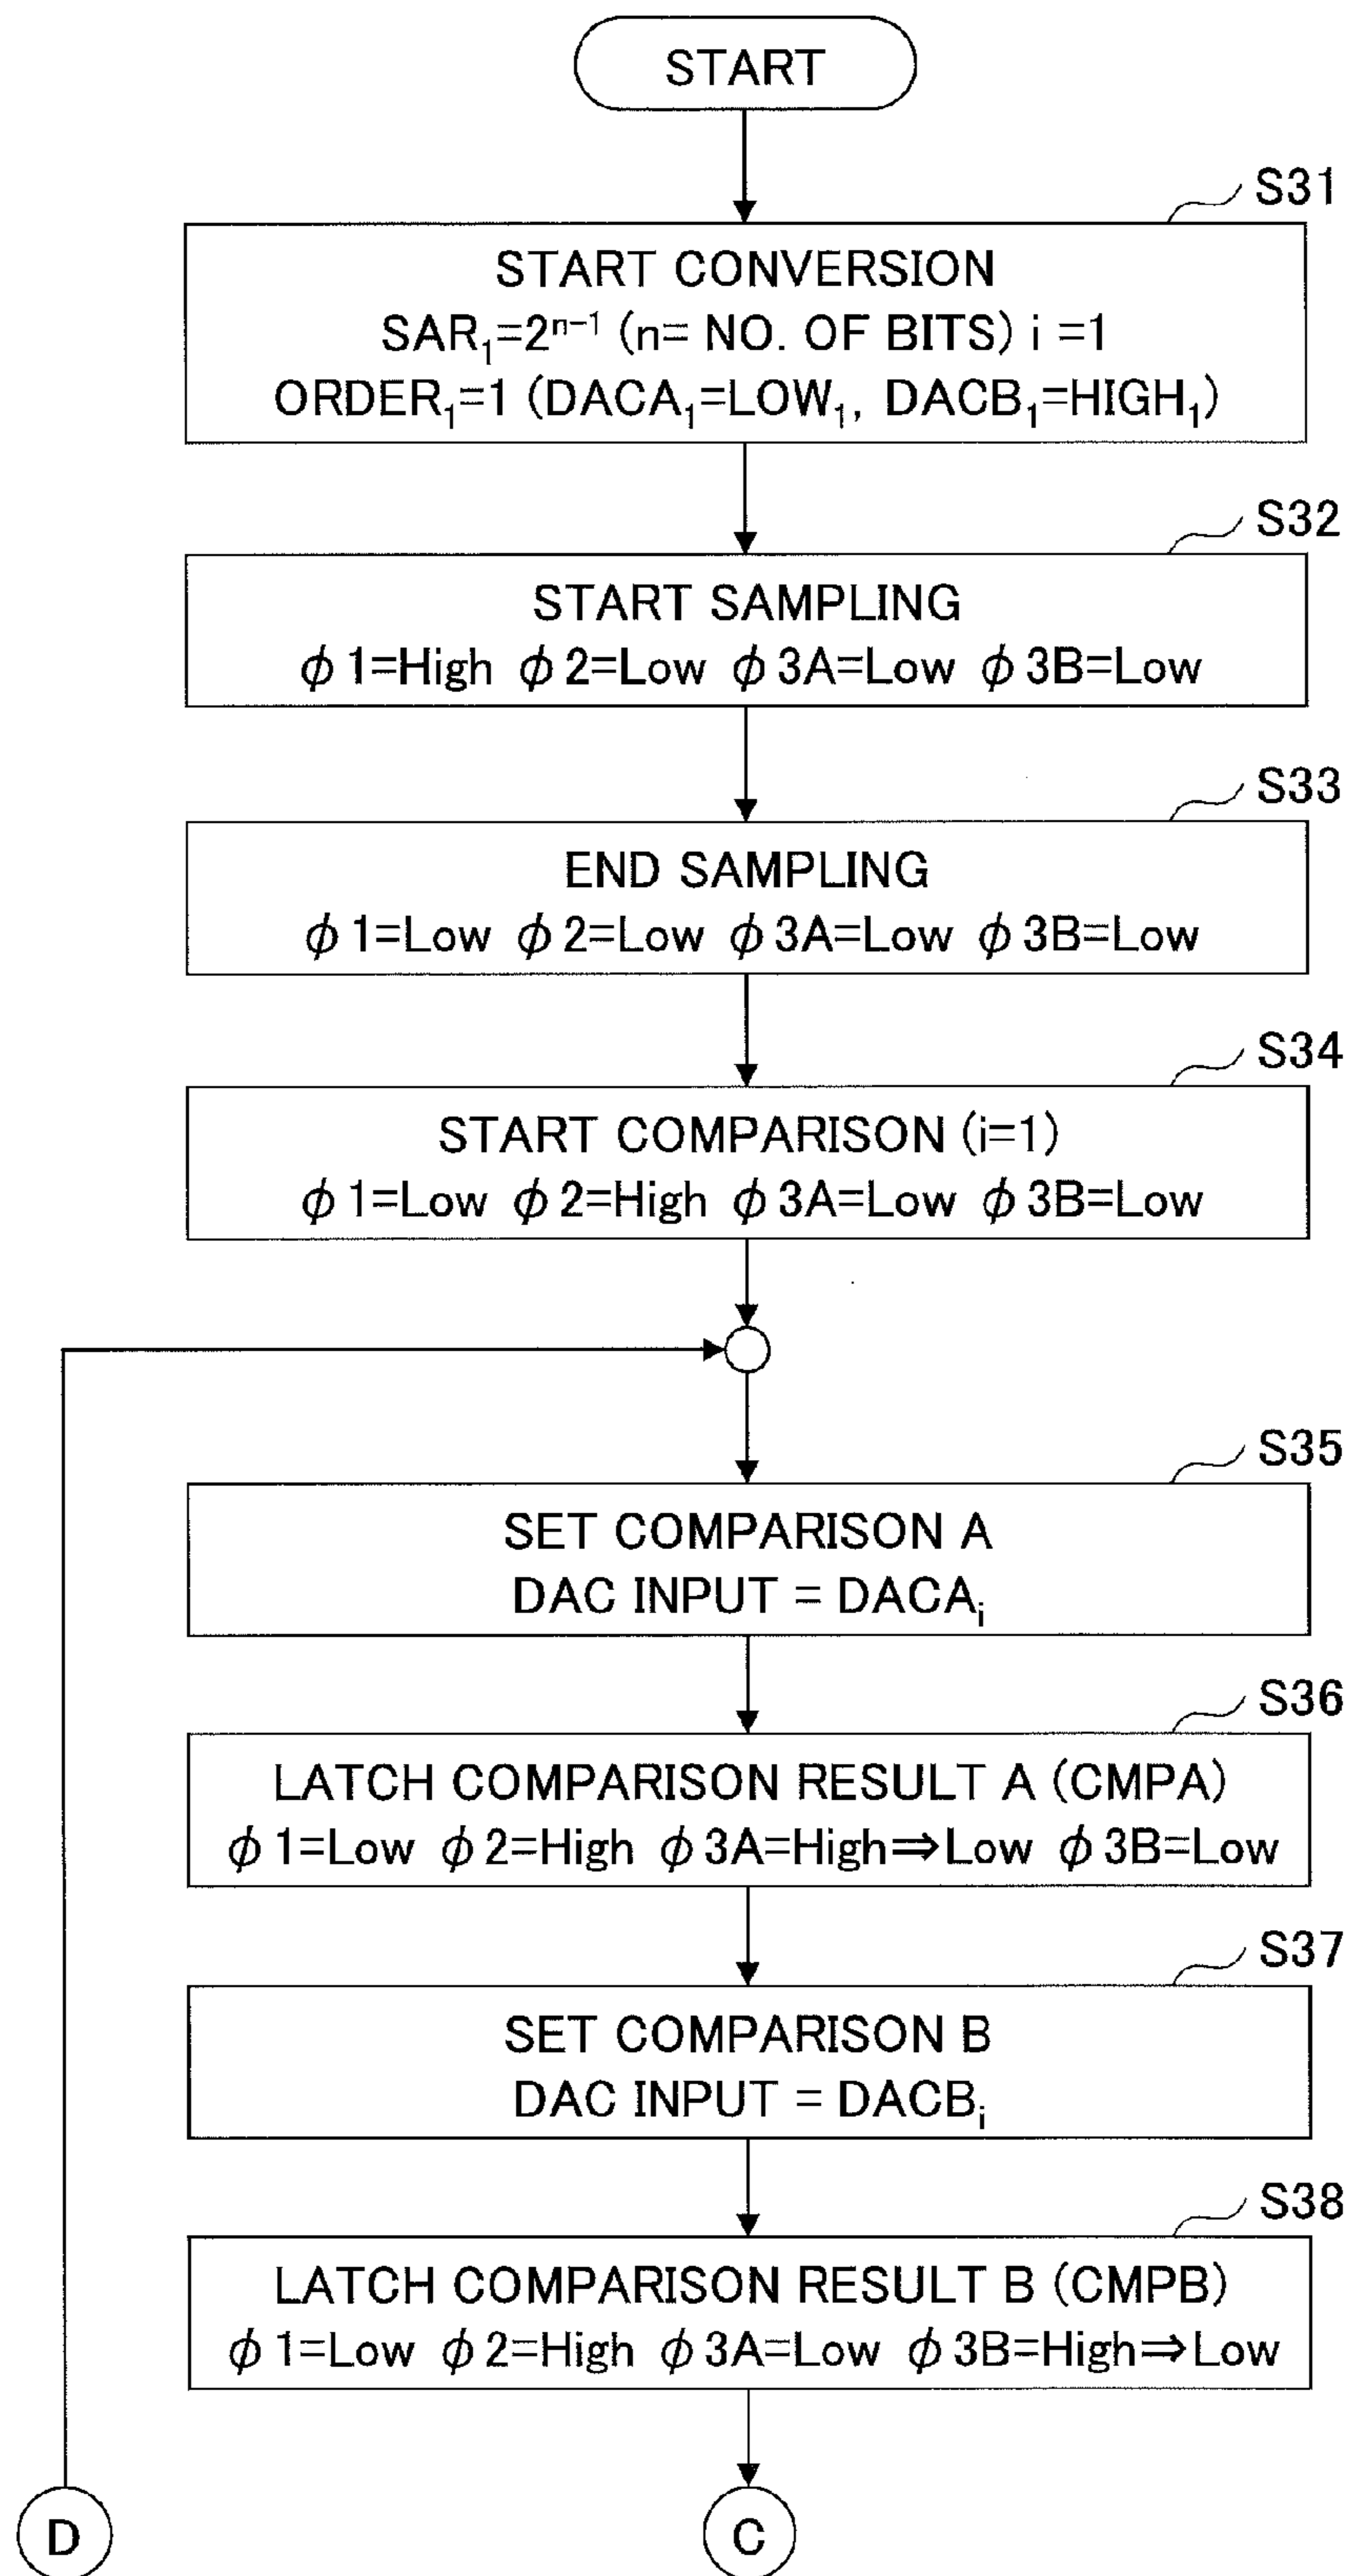 START
S31
START CONVERSION
SAR₁=2ⁿ⁻¹ (n= NO. OF BITS) i =1
ORDER₁=1 (DACA₁=LOW₁, DACB₁=HIGH₁)
S32
START SAMPLING
ϕ1=High ϕ2=Low ϕ3A=Low ϕ3B=Low
S33
END SAMPLING
ϕ1=Low ϕ2=Low ϕ3A=Low ϕ3B=Low
S34
START COMPARISON (i=1)
ϕ1=Low ϕ2=High ϕ3A=Low ϕ3B=Low
S35
SET COMPARISON A
DAC INPUT = DACAᵢ
S36
LATCH COMPARISON RESULT A (CMPA)
ϕ1=Low ϕ2=High ϕ3A=High⇒Low ϕ3B=Low
S37
SET COMPARISON B
DAC INPUT = DACBᵢ
S38
LATCH COMPARISON RESULT B (CMPB)
ϕ1=Low ϕ2=High ϕ3A=Low ϕ3B=High⇒Low
D
C